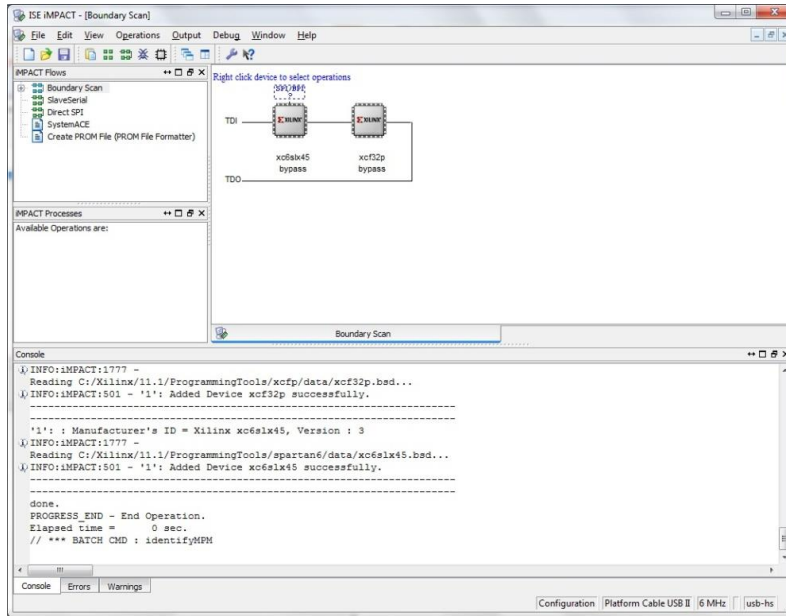 ISE iMPACT - [Boundary Scan]
File Edit View Operations Output Debug Window Help
iMPACT Flows
Boundary Scan
SlaveSerial
Direct SPI
SystemACE
Create PROM File (PROM File Formatter)
iMPACT Processes
Available Operations are:
Right click device to select operations
SPI/BPI
?
TDI
XILINX
XILINX
xc6slx45
xcf32p
bypass
bypass
TDO
Boundary Scan
Console
INFO:iMPACT:1777 -
Reading C:/Xilinx/11.1/ProgrammingTools/xcfp/data/xcf32p.bsd...
INFO:iMPACT:501 - '1': Added Device xcf32p successfully.
----------------------------------------------------------------------
----------------------------------------------------------------------
'1': : Manufacturer's ID = Xilinx xc6slx45, Version : 3
INFO:iMPACT:1777 -
Reading C:/Xilinx/11.1/ProgrammingTools/spartan6/data/xc6slx45.bsd...
INFO:iMPACT:501 - '1': Added Device xc6slx45 successfully.
----------------------------------------------------------------------
----------------------------------------------------------------------
done.
PROGRESS_END - End Operation.
Elapsed time = 0 sec.
// *** BATCH CMD : identifyMPM
Console Errors Warnings
Configuration Platform Cable USB II 6 MHz usb-hs